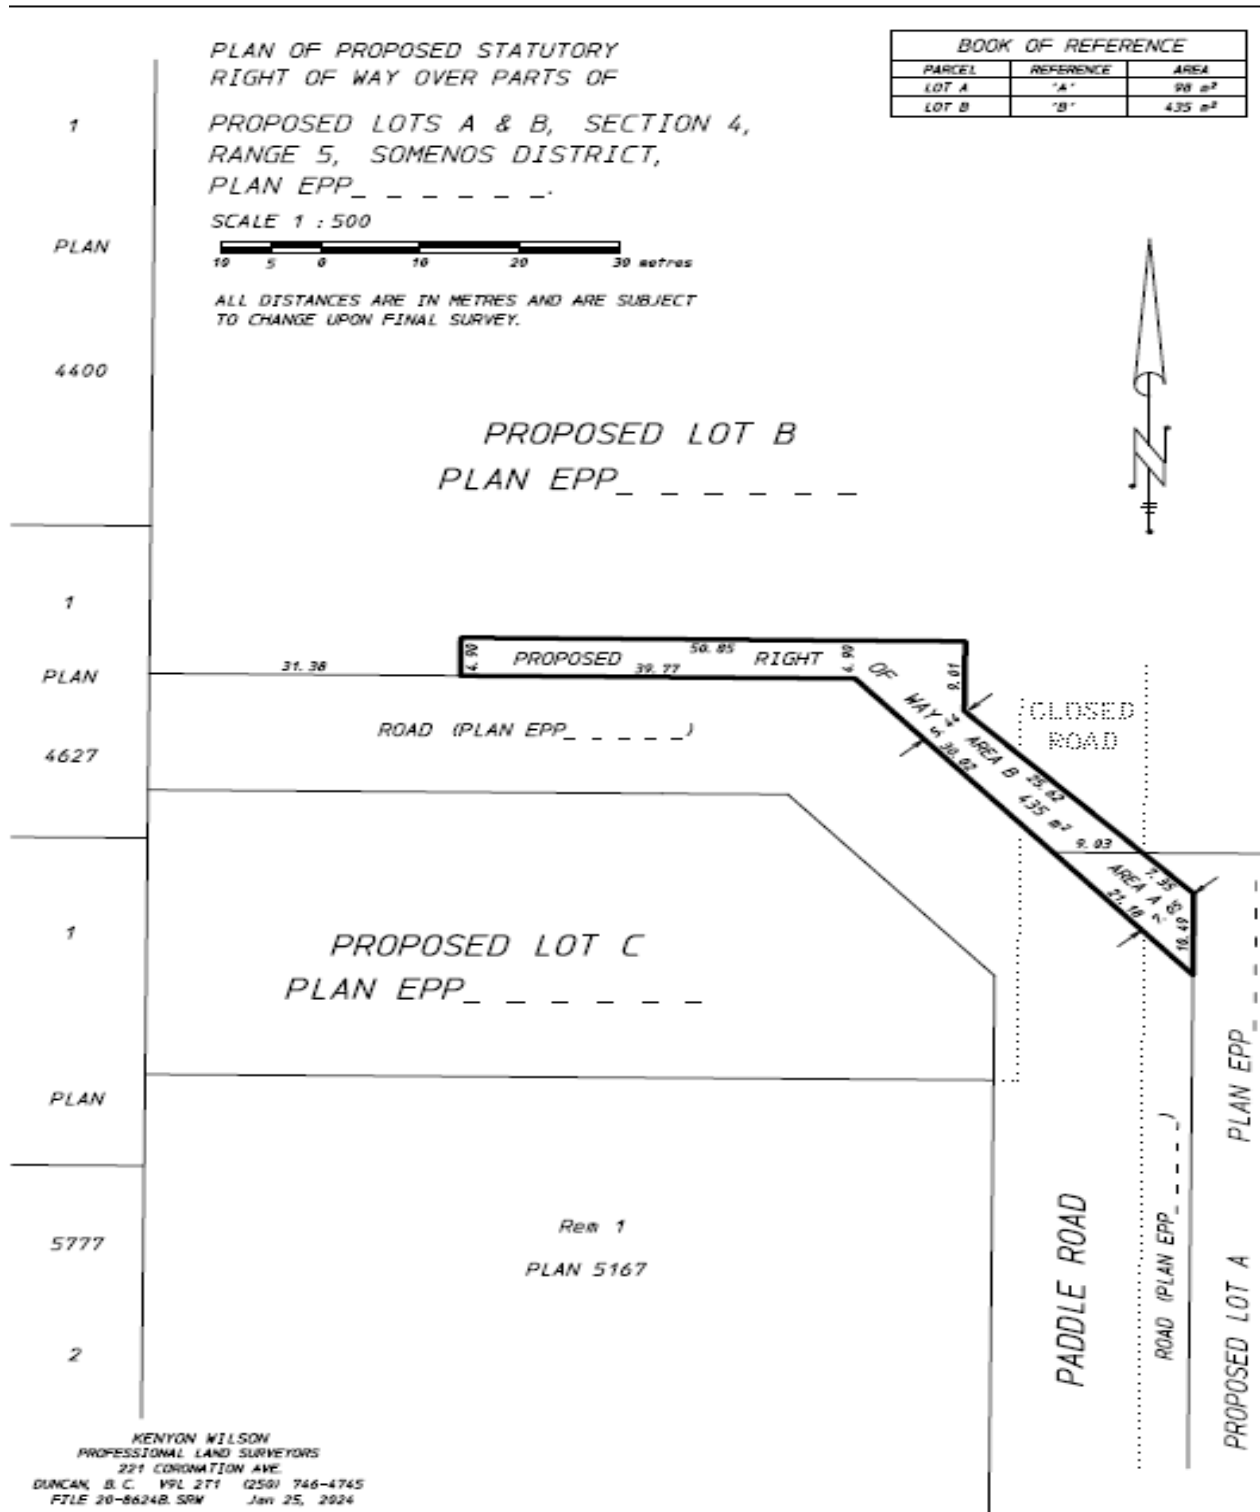 PLAN OF PROPOSED STATUTORY
RIGHT OF WAY OVER PARTS OF
PROPOSED LOTS A & B, SECTION 4,
RANGE 5, SOMENOS DISTRICT,
PLAN EPP_ _ _ _ _ _.
SCALE 1 : 500
10 5 0 10 20 30 metres
ALL DISTANCES ARE IN METRES AND ARE SUBJECT
TO CHANGE UPON FINAL SURVEY.
BOOK OF REFERENCE
PARCEL REFERENCE AREA
LOT A "A" 98 m²
LOT B "B" 435 m²
1
PLAN
4400
PROPOSED LOT B
PLAN EPP_ _ _ _ _ _
N
1
PLAN
4627
31.38
4.90
PROPOSED RIGHT
50.85
39.77
4.90
OF WAY
9.01
AREA B
435 m²
30.02
25.62
CLOSED
ROAD
ROAD (PLAN EPP_ _ _ _ _)
9.03
7.35
AREA A
21.18
10.49
1
PROPOSED LOT C
PLAN EPP_ _ _ _ _ _
PLAN
5777
2
Rem 1
PLAN 5167
PADDLE ROAD
ROAD (PLAN EPP_ _ _ _ _)
PROPOSED LOT A
PLAN EPP_ _ _ _ _ _
KENYON WILSON
PROFESSIONAL LAND SURVEYORS
221 CORONATION AVE.
DUNCAN, B.C. V9L 2T1 (250) 746-4745
FILE 20-8624B.SRW Jan 25, 2024